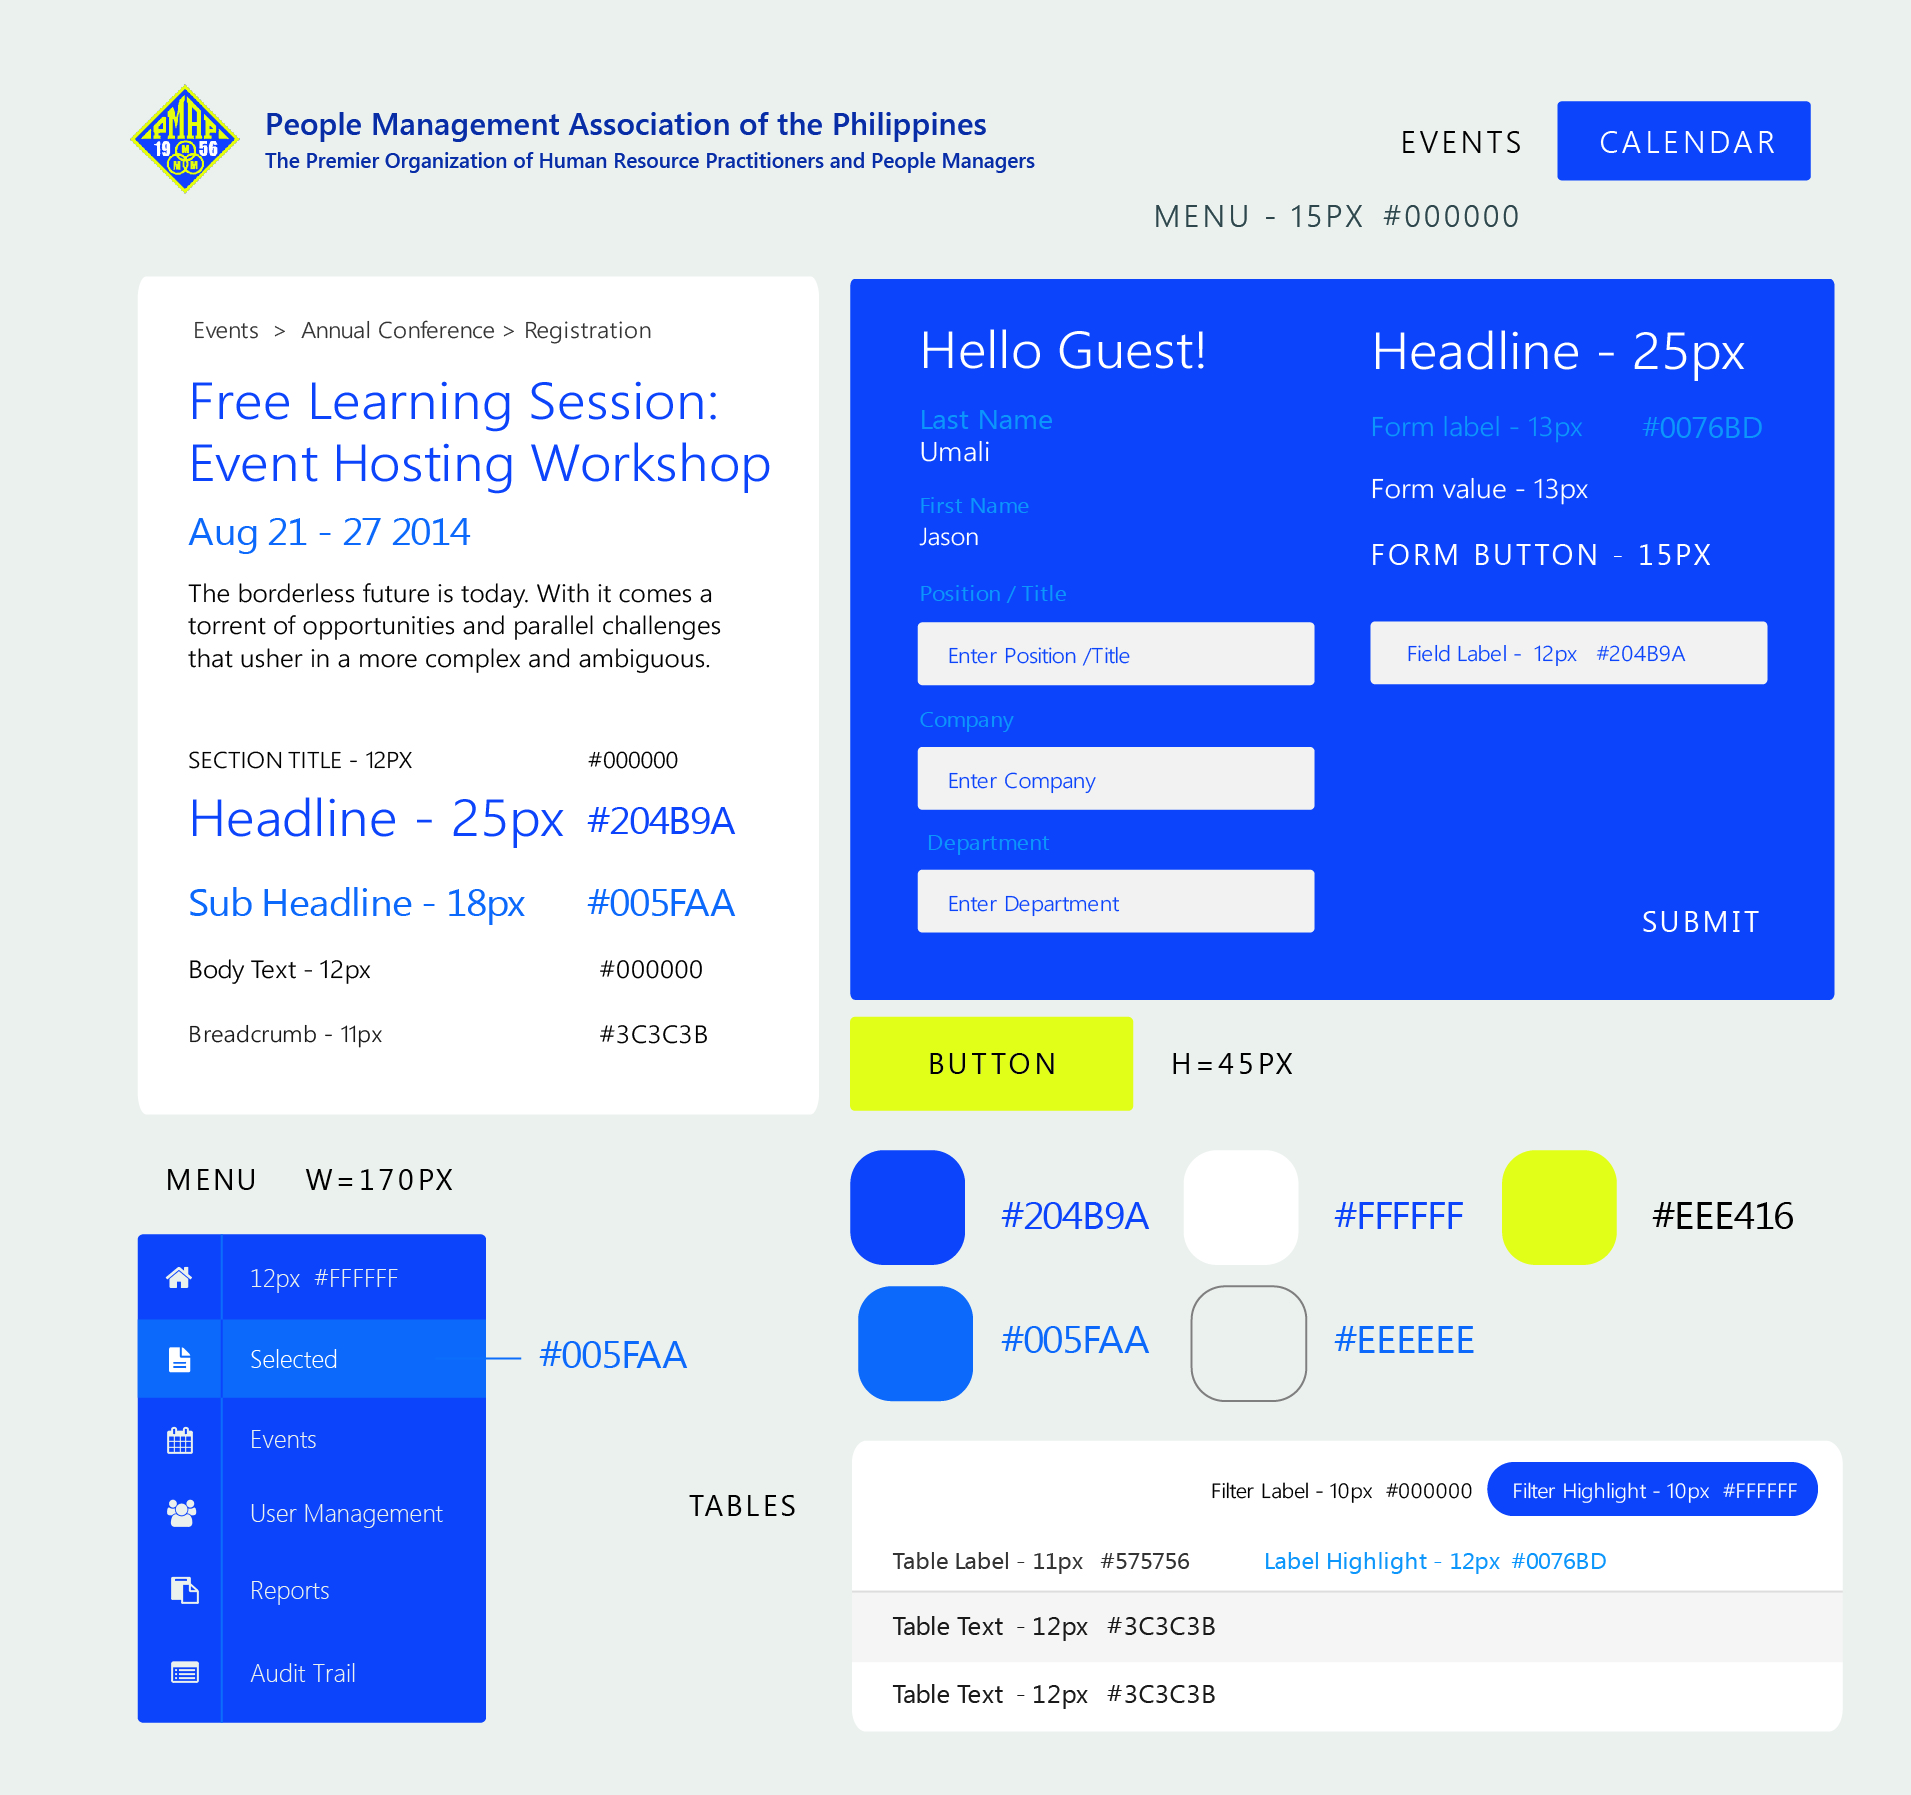 PMAP
19 56
M
M M
People Management Association of the Philippines
The Premier Organization of Human Resource Practitioners and People Managers
EVENTS
CALENDAR
MENU - 15PX #000000
Events > Annual Conference > Registration
Free Learning Session:
Event Hosting Workshop
Aug 21 - 27 2014
The borderless future is today. With it comes a
torrent of opportunities and parallel challenges
that usher in a more complex and ambiguous.
SECTION TITLE - 12PX #000000
Headline - 25px #204B9A
Sub Headline - 18px #005FAA
Body Text - 12px #000000
Breadcrumb - 11px #3C3C3B
Hello Guest!
Last Name
Umali
First Name
Jason
Position / Title
Enter Position /Title
Company
Enter Company
Department
Enter Department
Headline - 25px
Form label - 13px #0076BD
Form value - 13px
FORM BUTTON - 15PX
Field Label - 12px #204B9A
SUBMIT
BUTTON
H=45PX
MENU W=170PX
12px #FFFFFF
Selected
#005FAA
Events
User Management
Reports
Audit Trail
#204B9A
#FFFFFF
#EEE416
#005FAA
#EEEEEE
TABLES
Filter Label - 10px #000000
Filter Highlight - 10px #FFFFFF
Table Label - 11px #575756
Label Highlight - 12px #0076BD
Table Text - 12px #3C3C3B
Table Text - 12px #3C3C3B